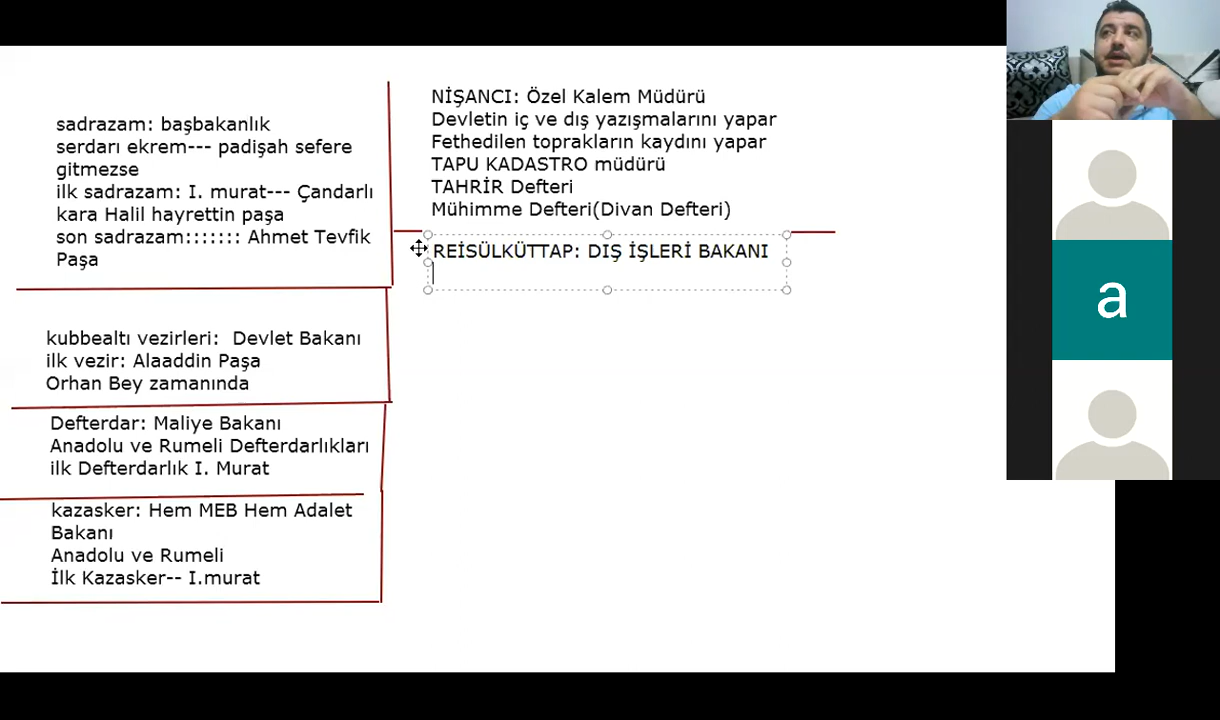 sadrazam: başbakanlık
serdarı ekrem--- padişah sefere
gitmezse
ilk sadrazam: I. murat--- Çandarlı
kara Halil hayrettin paşa
son sadrazam::::::: Ahmet Tevfik
Paşa
kubbealtı vezirleri:  Devlet Bakanı
ilk vezir: Alaaddin Paşa
Orhan Bey zamanında
Defterdar: Maliye Bakanı
Anadolu ve Rumeli Defterdarlıkları
ilk Defterdarlık I. Murat
kazasker: Hem MEB Hem Adalet
Bakanı
Anadolu ve Rumeli
İlk Kazasker-- I.murat
NİŞANCI: Özel Kalem Müdürü
Devletin iç ve dış yazışmalarını yapar
Fethedilen toprakların kaydını yapar
TAPU KADASTRO müdürü
TAHRİR Defteri
Mühimme Defteri(Divan Defteri)
REİSÜLKÜTTAP: DIŞ İŞLERİ BAKANI
a